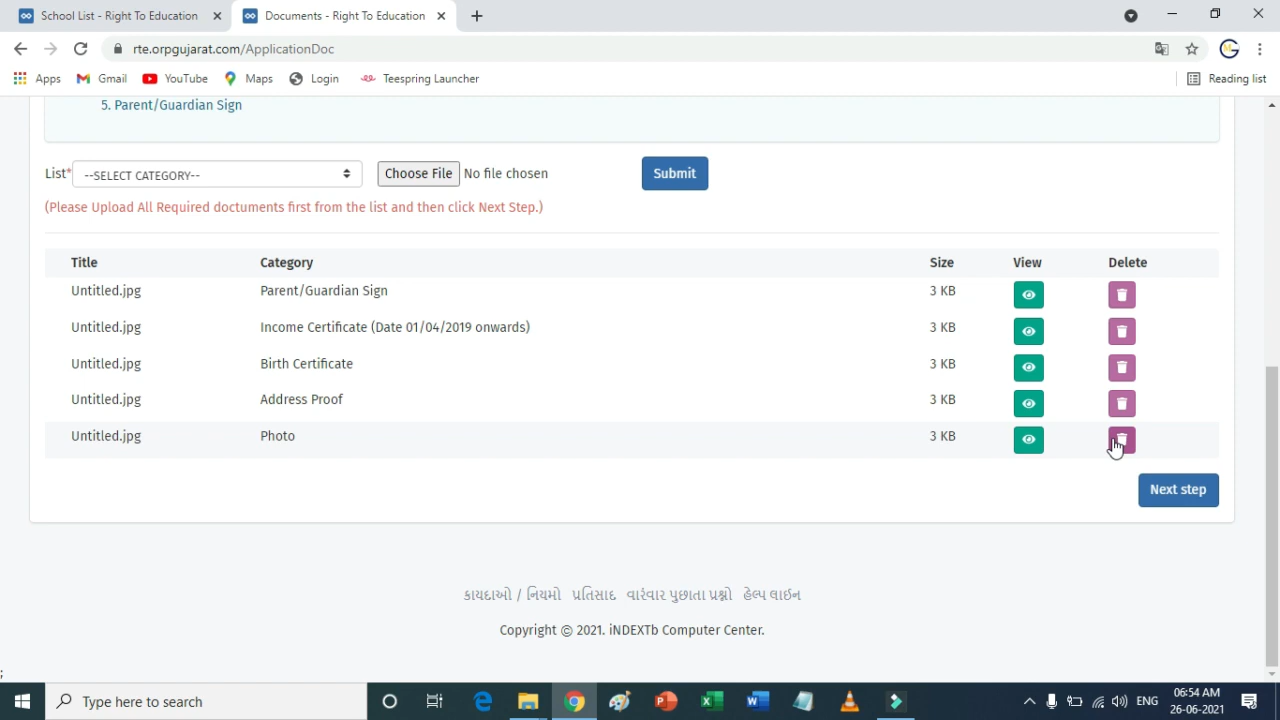 School List - Right To Education
Documents - Right To Education
rte.orpgujarat.com/ApplicationDoc
Apps Gmail YouTube Maps Login Teespring Launcher Reading list
5. Parent/Guardian Sign
List* --SELECT CATEGORY-- Choose File No file chosen Submit
(Please Upload All Required doctuments first from the list and then click Next Step.)
Title Category Size View Delete
Untitled.jpg Parent/Guardian Sign 3 KB
Untitled.jpg Income Certificate (Date 01/04/2019 onwards) 3 KB
Untitled.jpg Birth Certificate 3 KB
Untitled.jpg Address Proof 3 KB
Untitled.jpg Photo 3 KB
Next step
કાયદાઓ / નિયમો પ્રતિસાદ વારંવાર પુછાતા પ્રશ્નો હેલ્પ લાઈન
Copyright © 2021. iNDEXTb Computer Center.
;
Type here to search
ENG
06:54 AM
26-06-2021